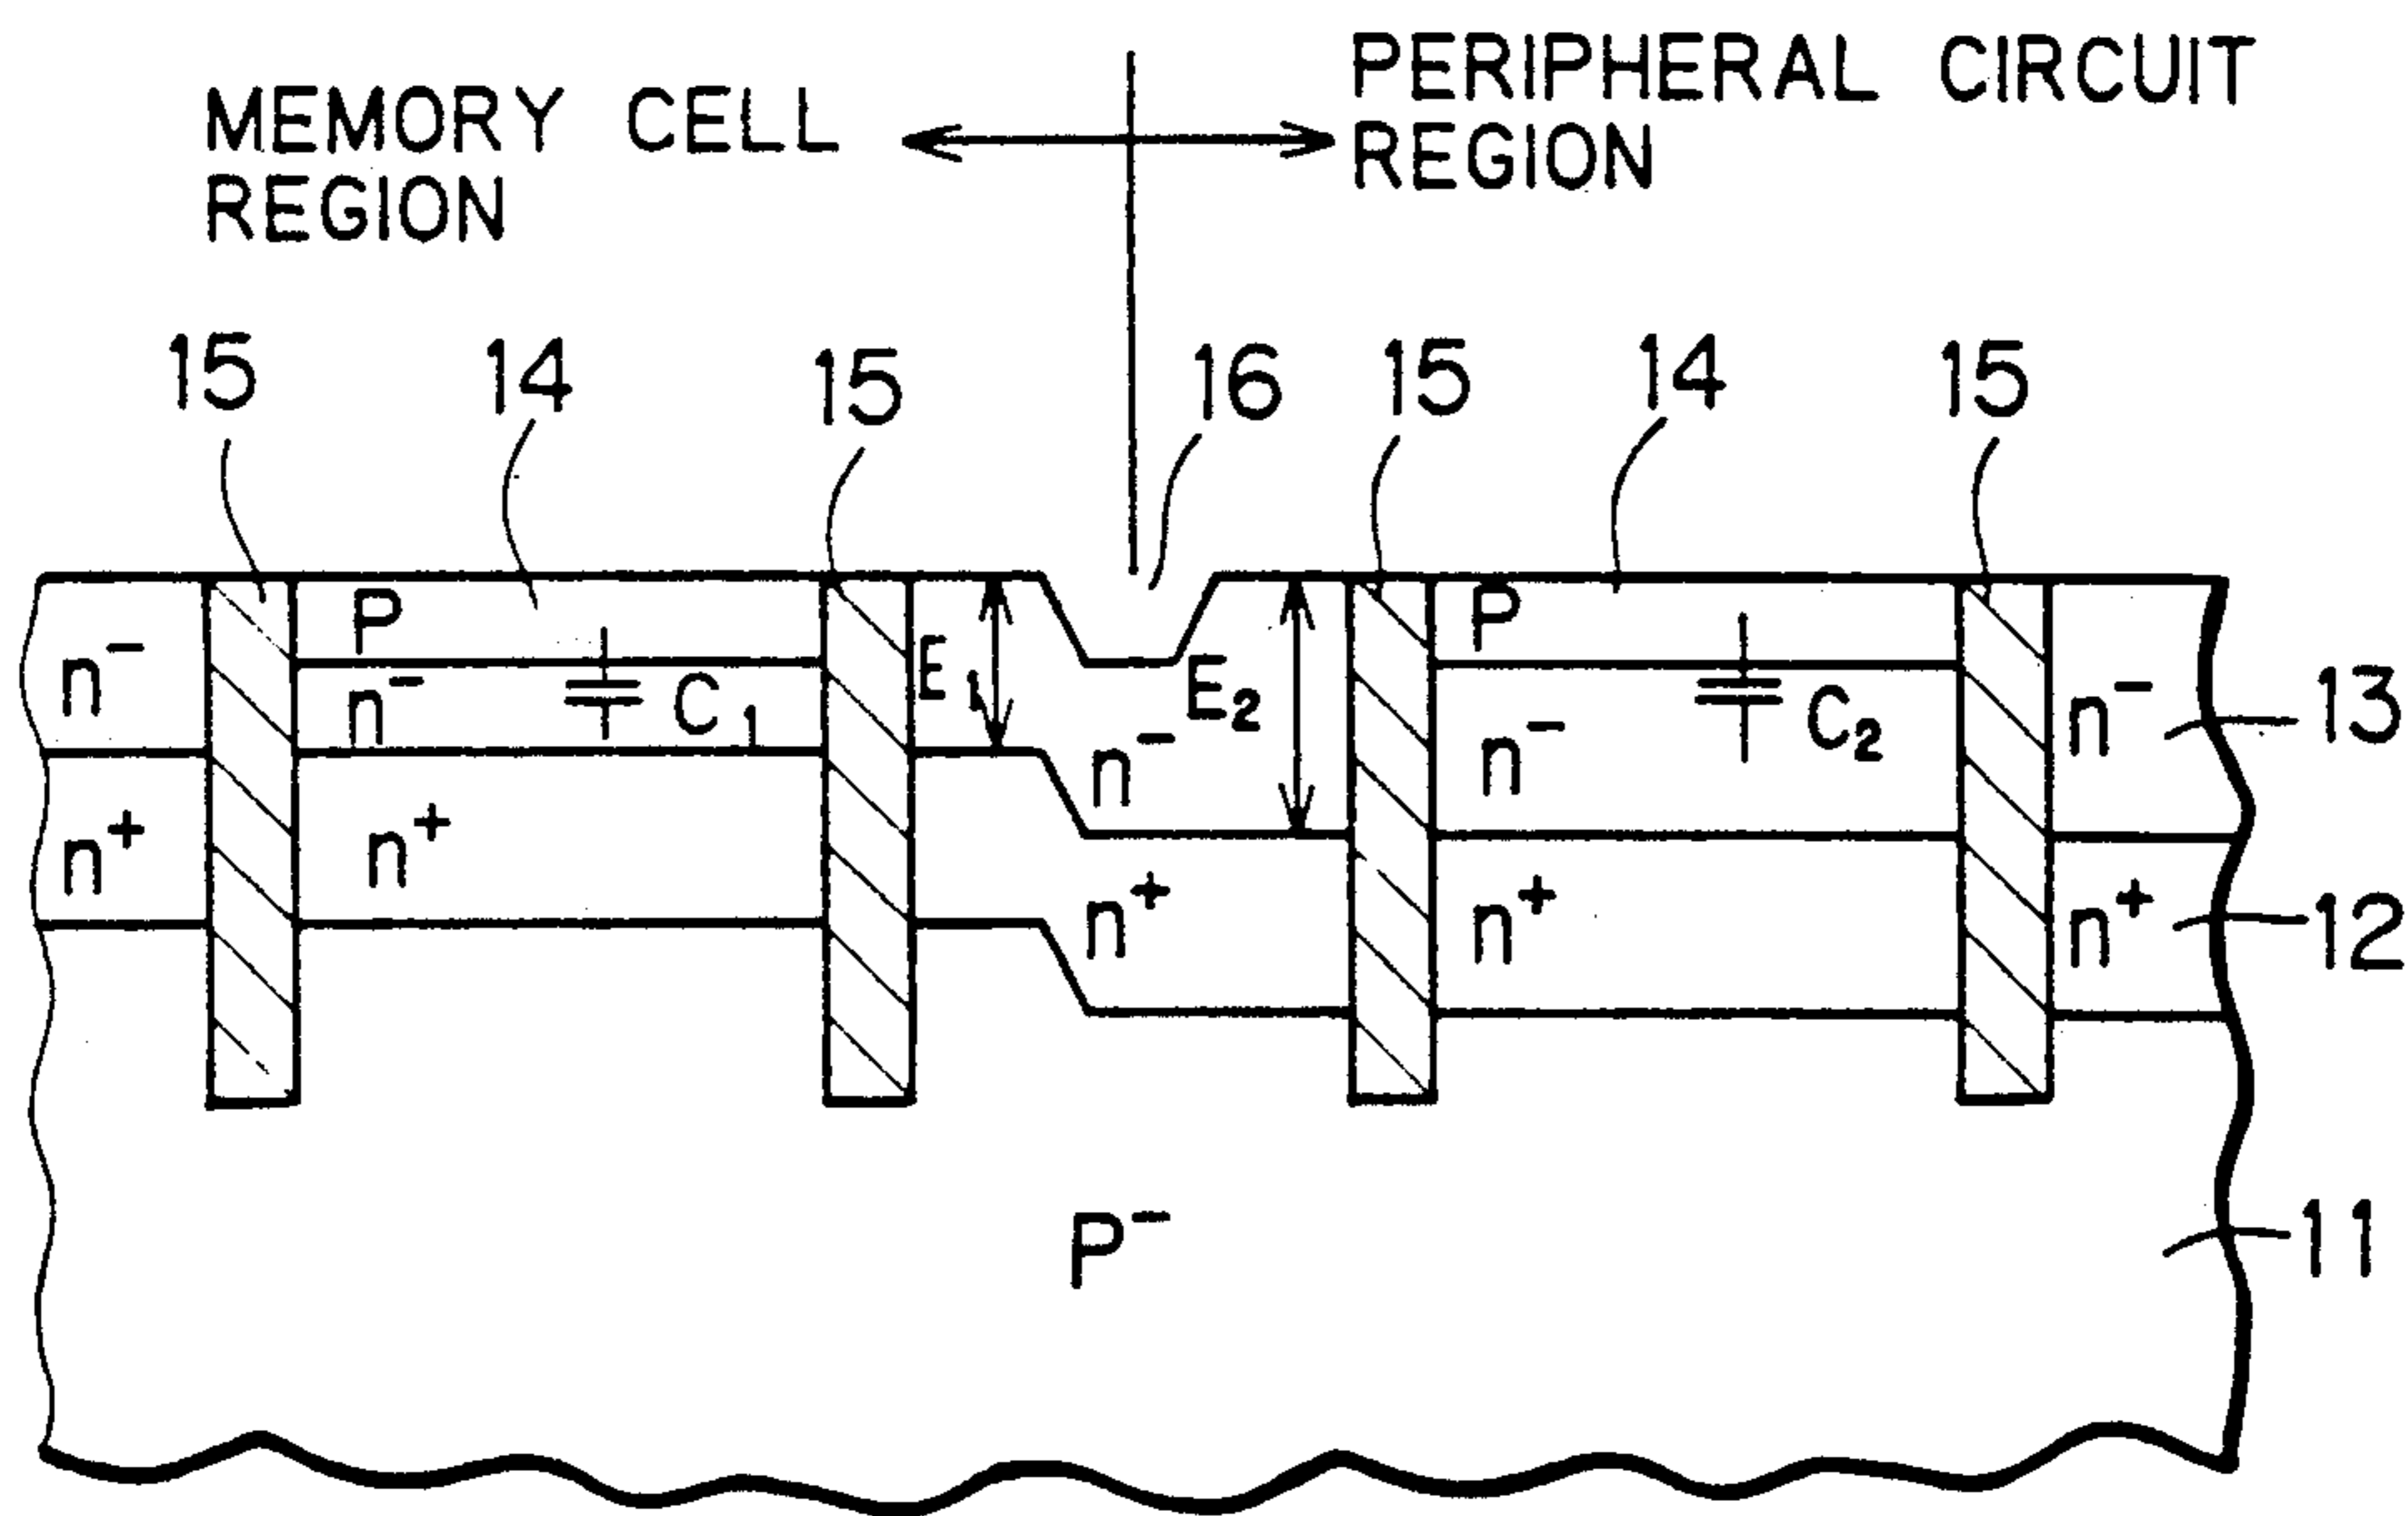 MEMORY CELL
REGION
PERIPHERAL CIRCUIT
REGION
15
14
15
16
15
14
15
P
P
n⁻
n⁻
C₁
E₁
E₂
n⁻
n⁻
C₂
n⁻
13
n⁺
n⁺
n⁺
n⁺
n⁺
12
P⁻
11